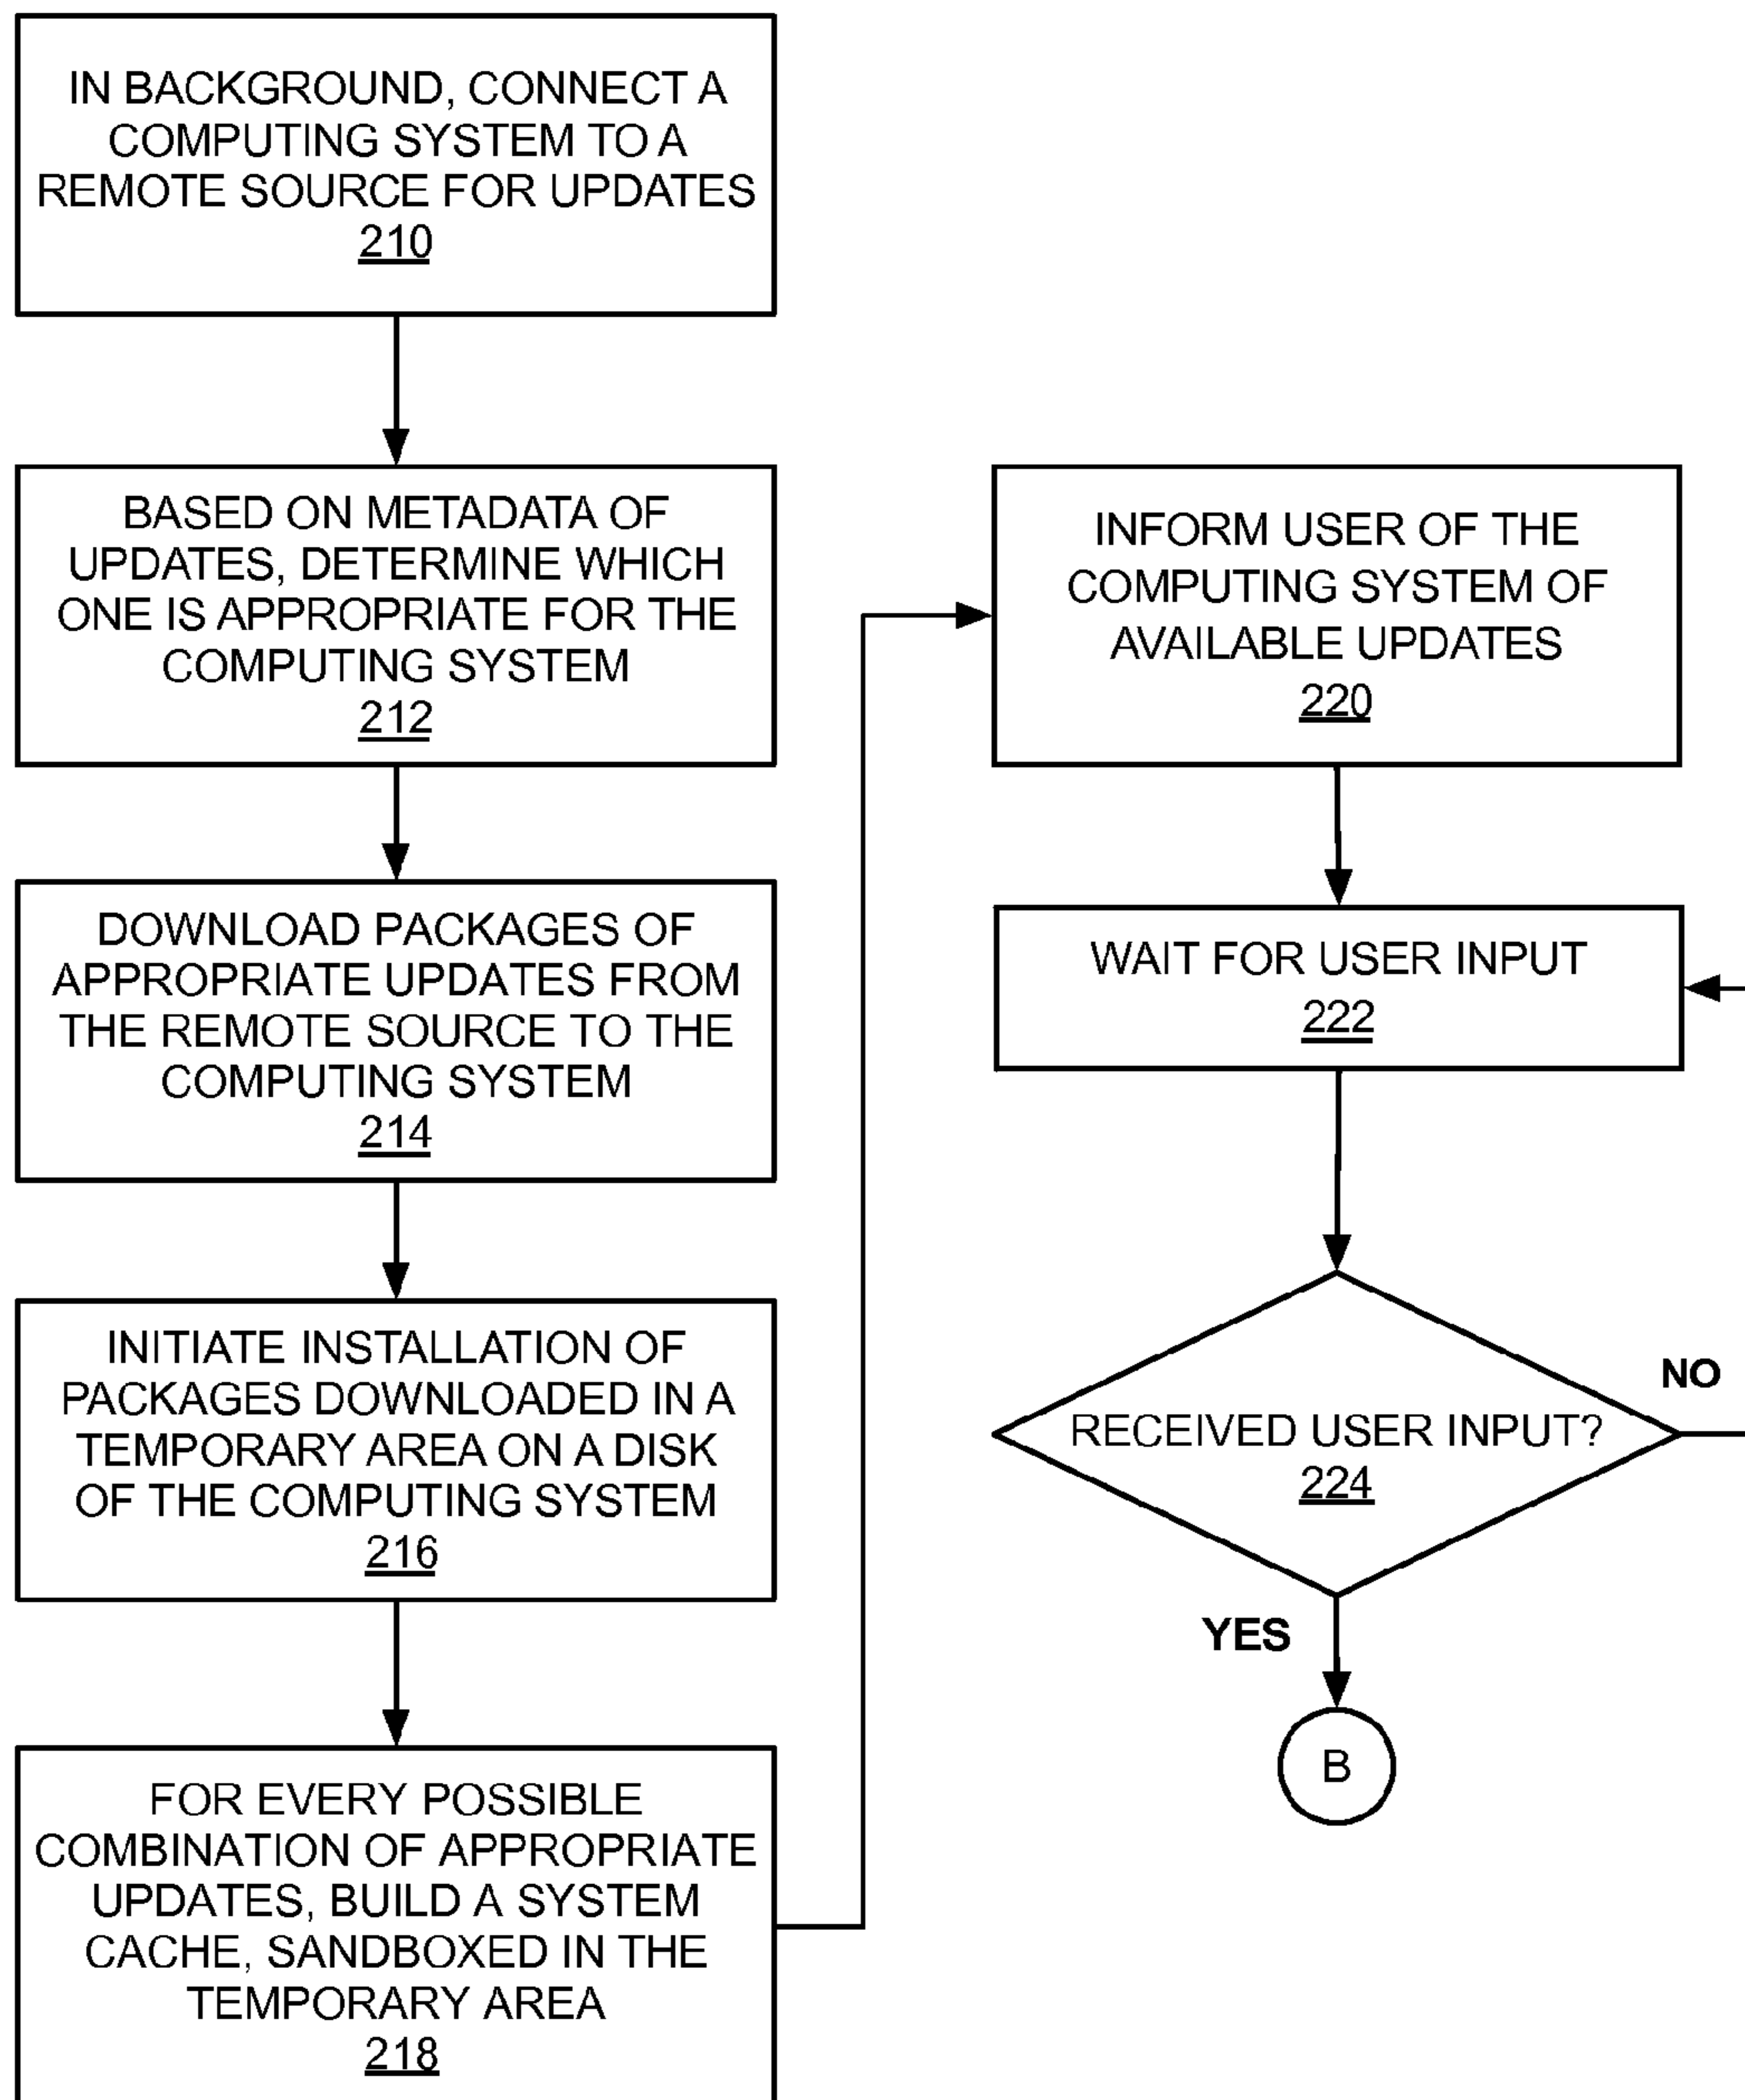 IN BACKGROUND, CONNECT A
COMPUTING SYSTEM TO A
REMOTE SOURCE FOR UPDATES
210
BASED ON METADATA OF
UPDATES, DETERMINE WHICH
ONE IS APPROPRIATE FOR THE
COMPUTING SYSTEM
212
DOWNLOAD PACKAGES OF
APPROPRIATE UPDATES FROM
THE REMOTE SOURCE TO THE
COMPUTING SYSTEM
214
INITIATE INSTALLATION OF
PACKAGES DOWNLOADED IN A
TEMPORARY AREA ON A DISK
OF THE COMPUTING SYSTEM
216
FOR EVERY POSSIBLE
COMBINATION OF APPROPRIATE
UPDATES, BUILD A SYSTEM
CACHE, SANDBOXED IN THE
TEMPORARY AREA
218
INFORM USER OF THE
COMPUTING SYSTEM OF
AVAILABLE UPDATES
220
WAIT FOR USER INPUT
222
RECEIVED USER INPUT?
224
NO
YES
B